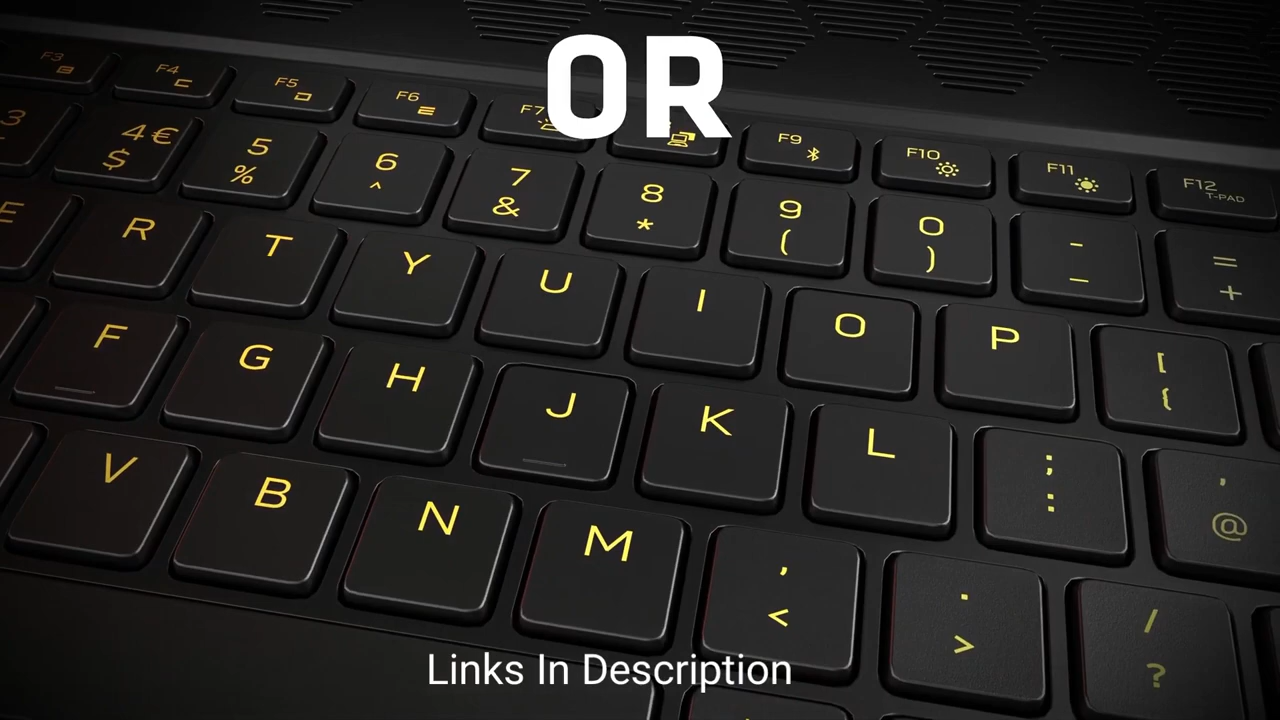 OR
F3 F4 F5 F6 F7 F9 F10 F11 F12 T-PAD
3 4 € 5 6 7 8 9 0 - =
$ % ^ & * ( ) _ +
E R T Y U I O P [
{
F G H J K L ; '
: @
V B N M , . /
< > ?
Links In Description